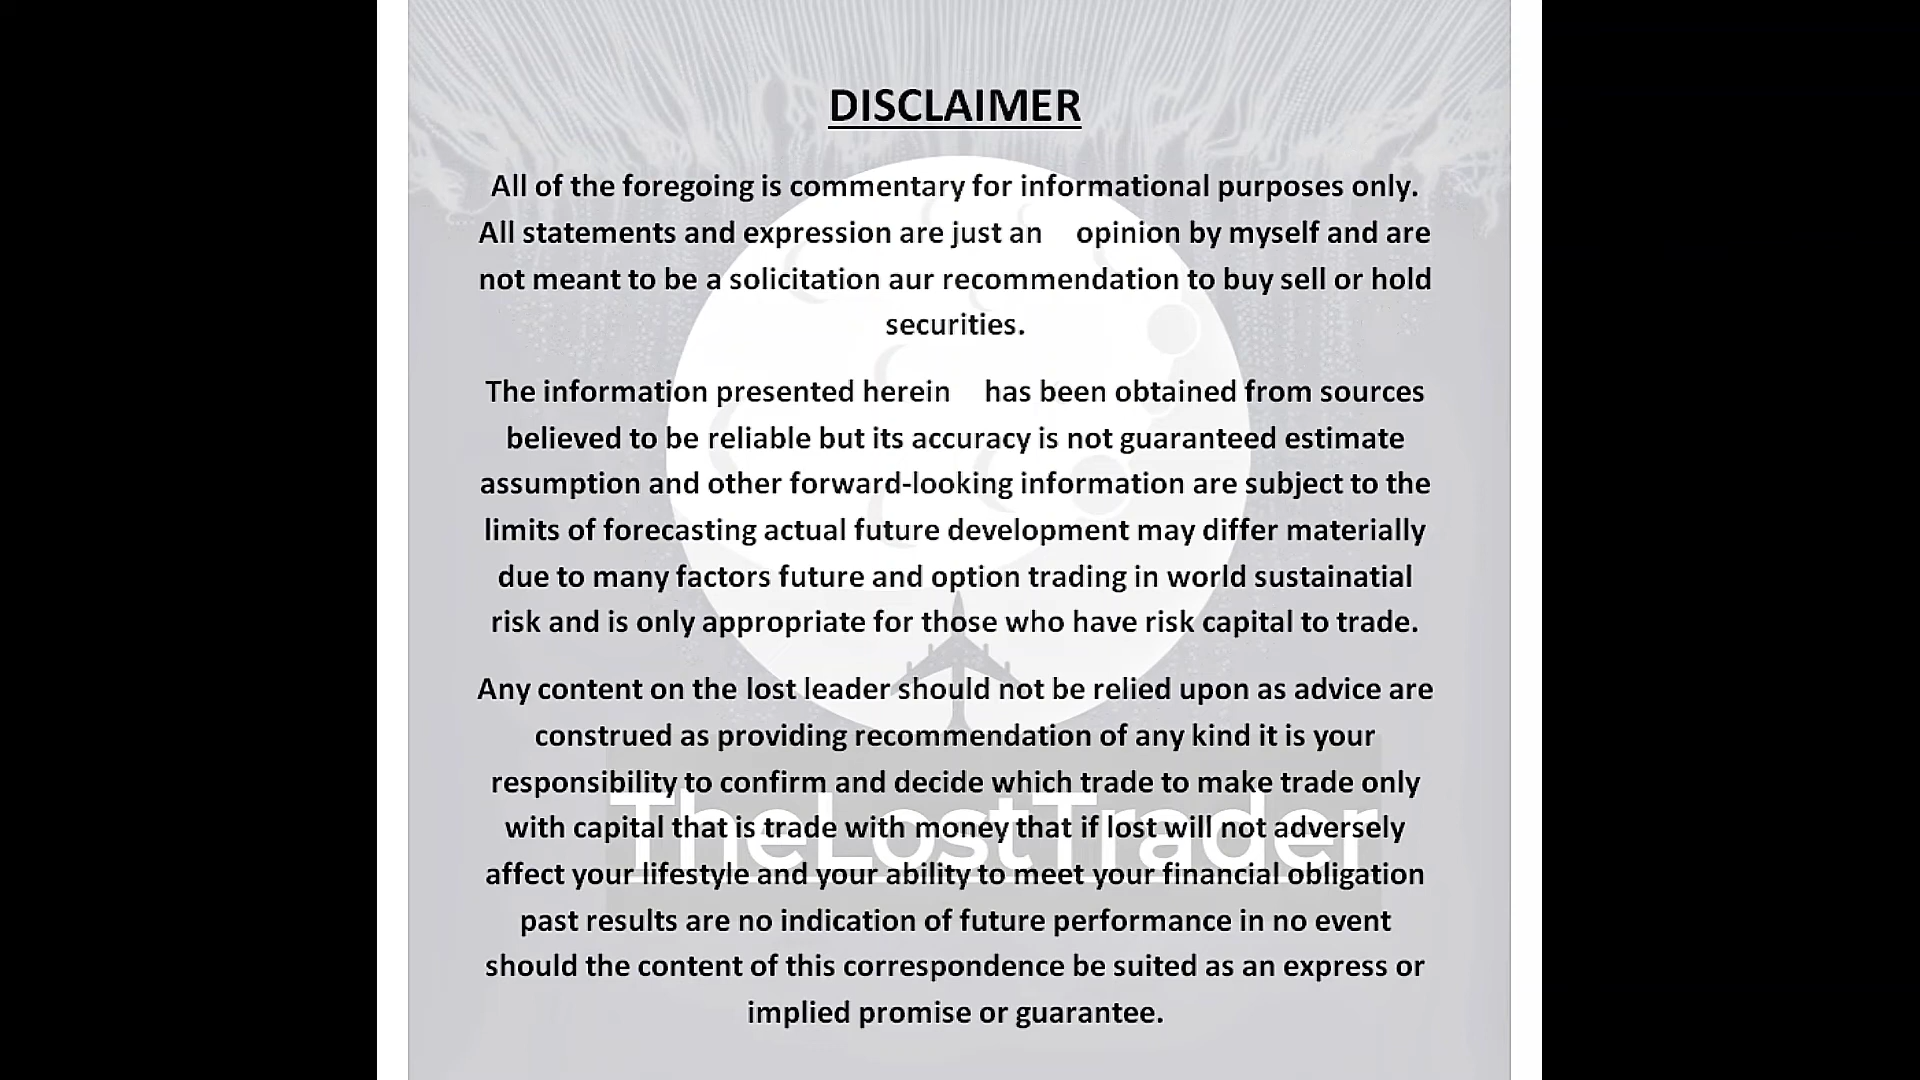 DISCLAIMER
All of the foregoing is commentary for informational purposes only.
All statements and expression are just an opinion by myself and are
not meant to be a solicitation aur recommendation to buy sell or hold
securities.
The information presented herein has been obtained from sources
believed to be reliable but its accuracy is not guaranteed estimate
assumption and other forward-looking information are subject to the
limits of forecasting actual future development may differ materially
due to many factors future and option trading in world sustainatial
risk and is only appropriate for those who have risk capital to trade.
Any content on the lost leader should not be relied upon as advice are
construed as providing recommendation of any kind it is your
responsibility to confirm and decide which trade to make trade only
with capital that is trade with money that if lost will not adversely
TheLostTrader
affect your lifestyle and your ability to meet your financial obligation
past results are no indication of future performance in no event
should the content of this correspondence be suited as an express or
implied promise or guarantee.